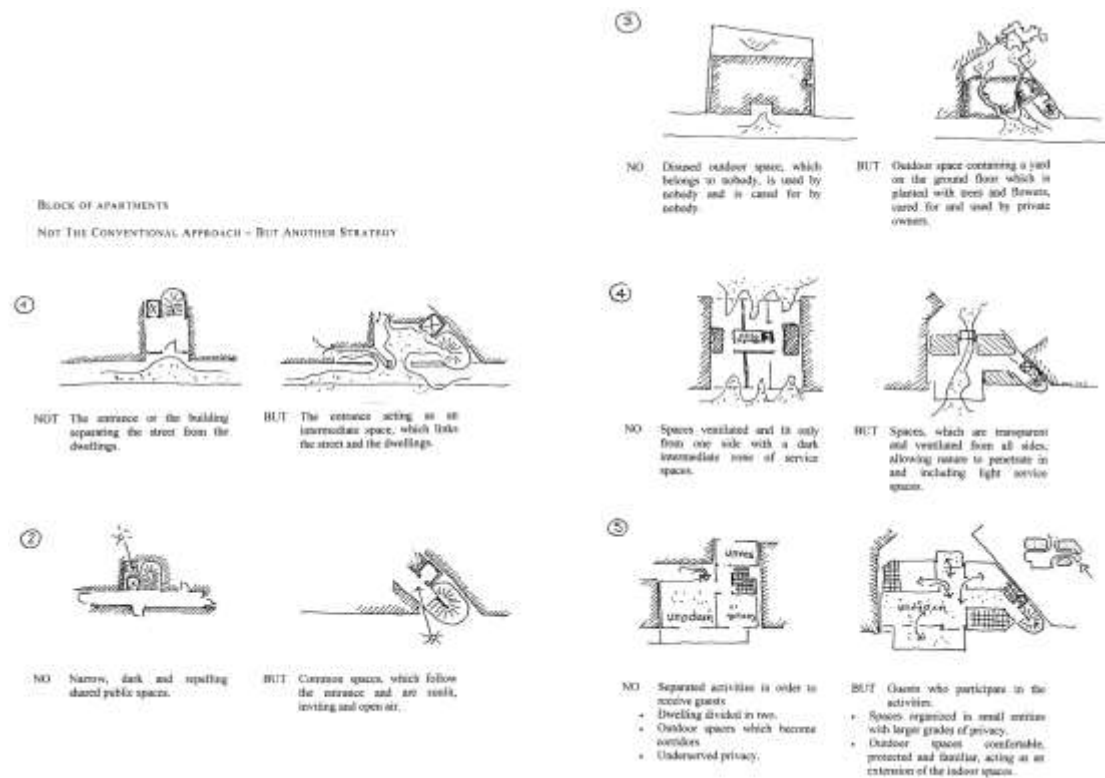 BLOCK OF APARTMENTS
NOT THE CONVENTIONAL APPROACH – BUT ANOTHER STRATEGY
1
NOT The entrance or the building
separating the street from the
dwellings.
BUT The entrance acting as an
intermediate space, which links
the street and the dwellings.
2
NO Narrow, dark and repelling
shared public spaces.
BUT Common spaces, which follow
the entrance and are
inviting and open air.
3
NO Disused outdoor space, which
belongs to nobody, is used by
nobody and is cared for by
nobody.
BUT Outdoor space containing a yard
on the ground floor which is
planted with trees and flowers,
cared for and used by private
owners.
4
NO Spaces ventilated and lit only
from one side with a dark
intermediate zone of service
spaces.
BUT Spaces, which are transparent
and ventilated from all sides,
allowing nature to penetrate in
and including light service
spaces.
5
NO Separated activities in order to
receive guests
• Dwelling divided in two.
• Outdoor spaces which become
corridors
• Underserved privacy.
BUT Guests who participate in the
activities.
• Spaces organized in small entities
with larger grades of privacy.
• Outdoor spaces comfortable,
protected and familiar, acting as an
extension of the indoor spaces.